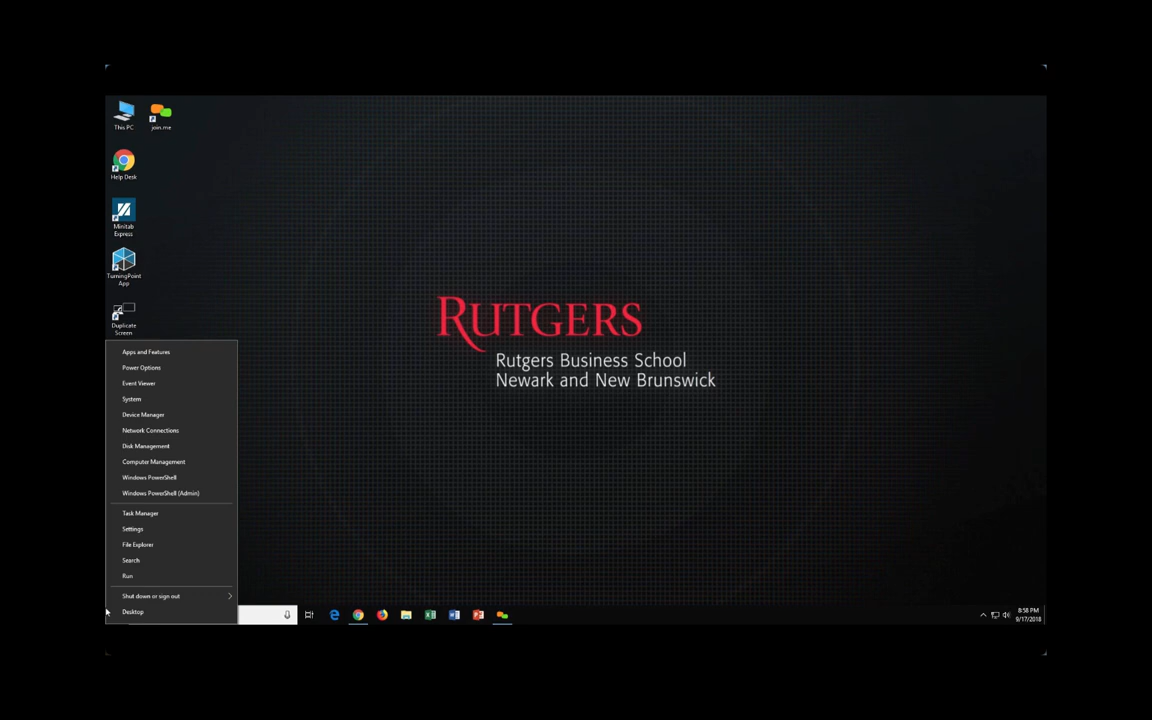 This PC
join.me
Help Desk
Minitab
Express
TurningPoint
App
Duplicate
Screen
RUTGERS
Rutgers Business School
Newark and New Brunswick
Apps and Features
Power Options
Event Viewer
System
Device Manager
Network Connections
Disk Management
Computer Management
Windows PowerShell
Windows PowerShell (Admin)
Task Manager
Settings
File Explorer
Search
Run
Shut down or sign out
Desktop
8:58 PM
9/17/2018